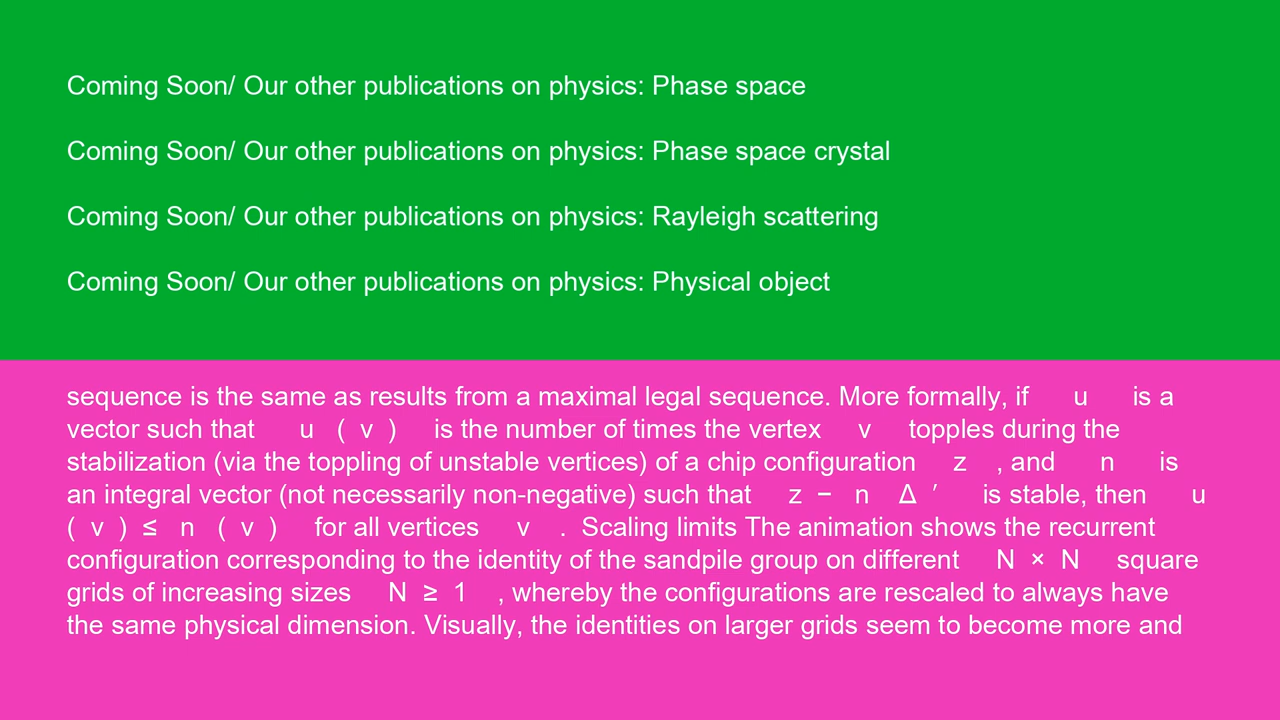 Coming Soon/ Our other publications on physics: Phase space
Coming Soon/ Our other publications on physics: Phase space crystal
Coming Soon/ Our other publications on physics: Rayleigh scattering
Coming Soon/ Our other publications on physics: Physical object
sequence is the same as results from a maximal legal sequence. More formally, if u is a
vector such that u ( v ) is the number of times the vertex v topples during the
stabilization (via the toppling of unstable vertices) of a chip configuration z , and n is
an integral vector (not necessarily non-negative) such that z − n Δ ′ is stable, then u
( v ) ≤ n ( v ) for all vertices v . Scaling limits The animation shows the recurrent
configuration corresponding to the identity of the sandpile group on different N × N square
grids of increasing sizes N ≥ 1 , whereby the configurations are rescaled to always have
the same physical dimension. Visually, the identities on larger grids seem to become more and